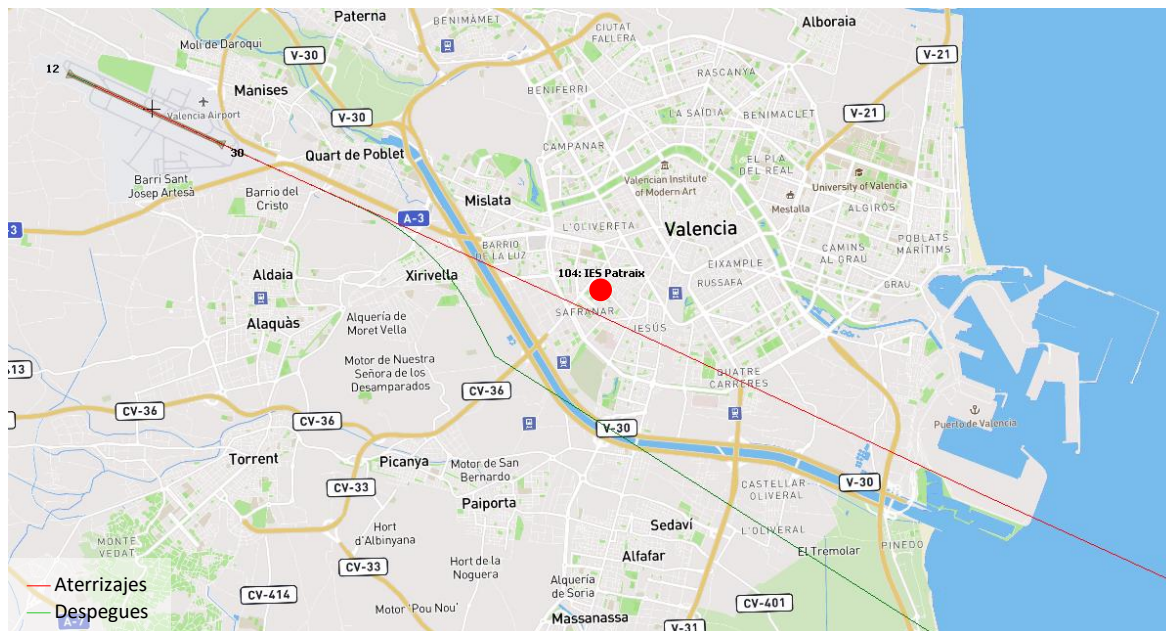 Paterna
BENIMÀMET
CIUTAT
FALLERA
Alboraia
Molí de Daroqui
V-30
V-21
12
RASCANYA
Manises
BENIFERRI
Valencia Airport
V-30
LA SAÏDIA
BENIMACLET
V-21
30
Quart de Poblet
CAMPANAR
EL PLA
DEL REAL
Barri Sant
Josep Artesà
Barrio del
Cristo
Valencian Institute
of Modern Art
University of Valencia
Mislata
Mestalla
ALGIRÓS
A-3
L'OLIVERETA
Valencia
BARRIO
DE LA LUZ
CAMINS
AL GRAU
POBLATS
MARÍTIMS
Aldaia
Xirivella
104: IES Patraix
EIXAMPLE
RUSSAFA
GRAU
Alaquàs
Alquería de
Moret Vella
SAFRANAR
JESÚS
Motor de Nuestra
Señora de los
Desamparados
QUATRE
CARRERES
CV-36
CV-36
CV-36
V-30
Puerto de Valencia
Torrent
Picanya
Motor de San
Bernardo
CV-33
Paiporta
CASTELLAR-
OLIVERAL
V-30
Sedaví
L'OLIVERAL
Hort
d'Albinyana
MONTE
VEDAT
Alfafar
El Tremolar
PINEDO
Hort de la
Noguera
CV-33
Alquería
de Soria
Aterrizajes
CV-414
CV-401
Despegues
Motor 'Pou Nou'
Massanassa
A-7
V-31